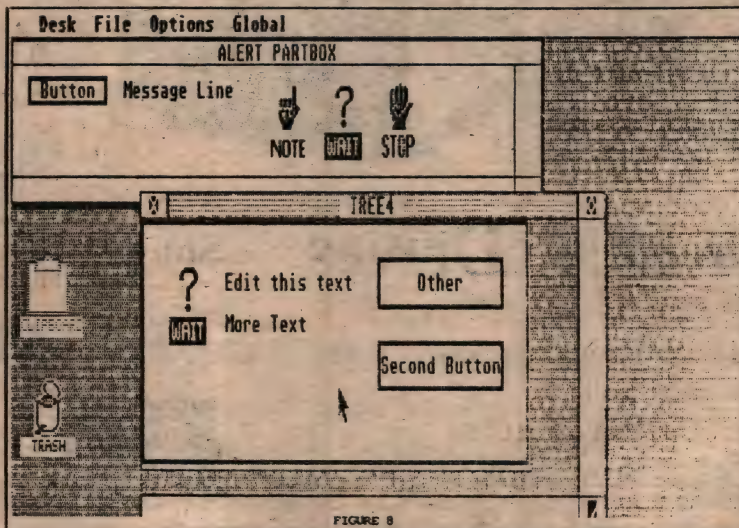 Desk File Options Global
ALERT PARTBOX
Button Message Line
NOTE WAIT STOP
TREE4
Edit this text
Other
WAIT
More Text
Second Button
CLIPBOARD
TRASH
FIGURE 8